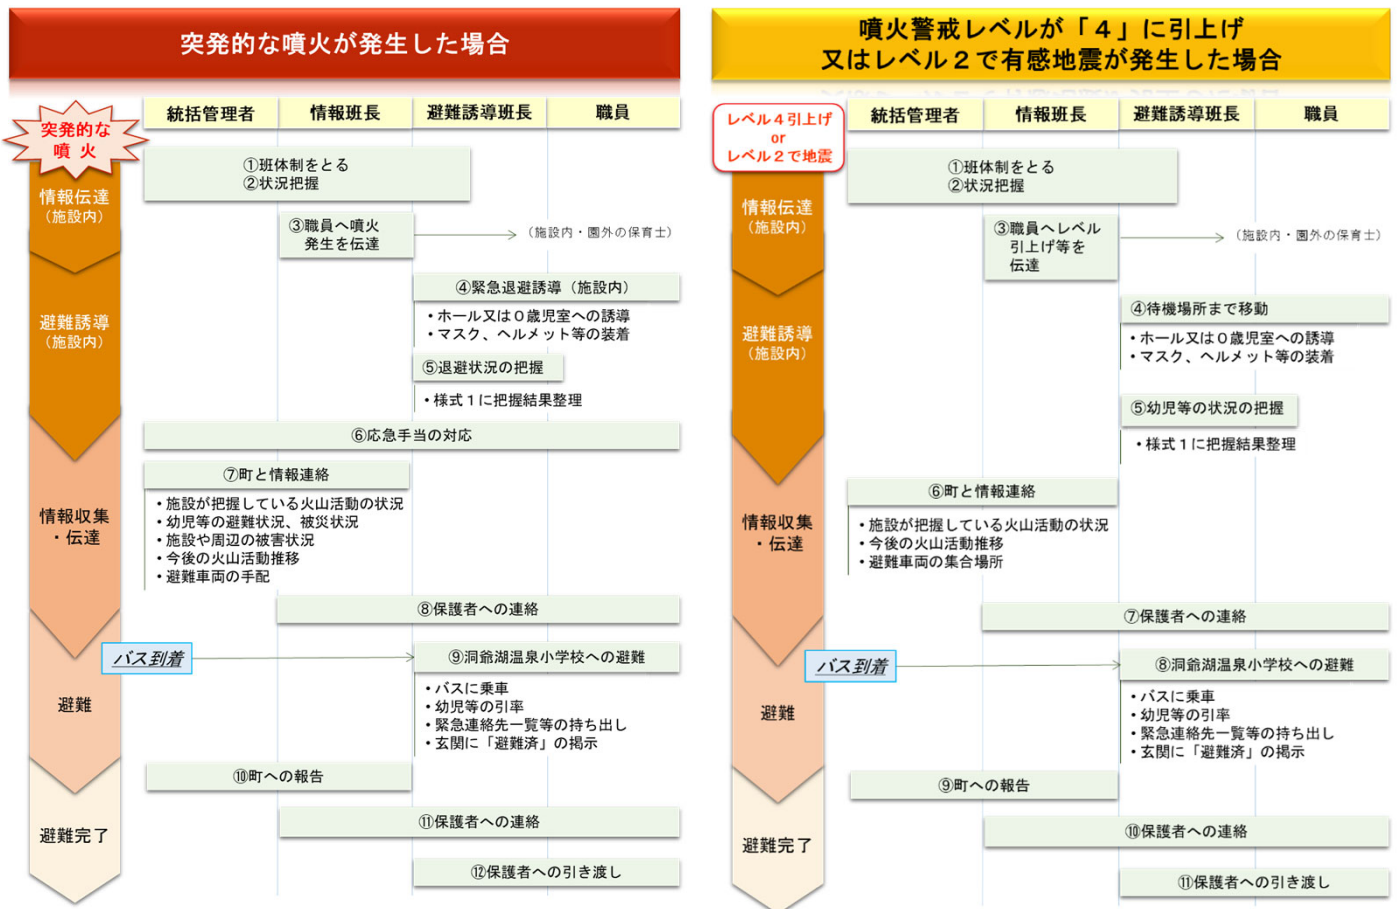 突発的な噴火が発生した場合
統括管理者
情報班長
避難誘導班長
職員
突発的な
噴 火
情報伝達
（施設内）
①班体制をとる
②状況把握
③職員へ噴火
発生を伝達
（施設内・園外の保育士）
避難誘導
（施設内）
④緊急退避誘導（施設内）
・ホール又は０歳児室への誘導
・マスク、ヘルメット等の装着
⑤退避状況の把握
・様式１に把握結果整理
⑥応急手当の対応
情報収集
・伝達
⑦町と情報連絡
・施設が把握している火山活動の状況
・幼児等の避難状況、被災状況
・施設や周辺の被害状況
・今後の火山活動推移
・避難車両の手配
⑧保護者への連絡
バス到着
避難
⑨洞爺湖温泉小学校への避難
・バスに乗車
・幼児等の引率
・緊急連絡先一覧等の持ち出し
・玄関に「避難済」の掲示
⑩町への報告
避難完了
⑪保護者への連絡
⑫保護者への引き渡し
噴火警戒レベルが「４」に引上げ
又はレベル２で有感地震が発生した場合
統括管理者
情報班長
避難誘導班長
職員
レベル４引上げ
or
レベル２で地震
情報伝達
（施設内）
①班体制をとる
②状況把握
③職員へレベル
引上げ等を
伝達
（施設内・園外の保育士）
避難誘導
（施設内）
④待機場所まで移動
・ホール又は０歳児室への誘導
・マスク、ヘルメット等の装着
⑤幼児等の状況の把握
・様式１に把握結果整理
情報収集
・伝達
⑥町と情報連絡
・施設が把握している火山活動の状況
・今後の火山活動推移
・避難車両の集合場所
⑦保護者への連絡
バス到着
避難
⑧洞爺湖温泉小学校への避難
・バスに乗車
・幼児等の引率
・緊急連絡先一覧等の持ち出し
・玄関に「避難済」の掲示
⑨町への報告
避難完了
⑩保護者への連絡
⑪保護者への引き渡し